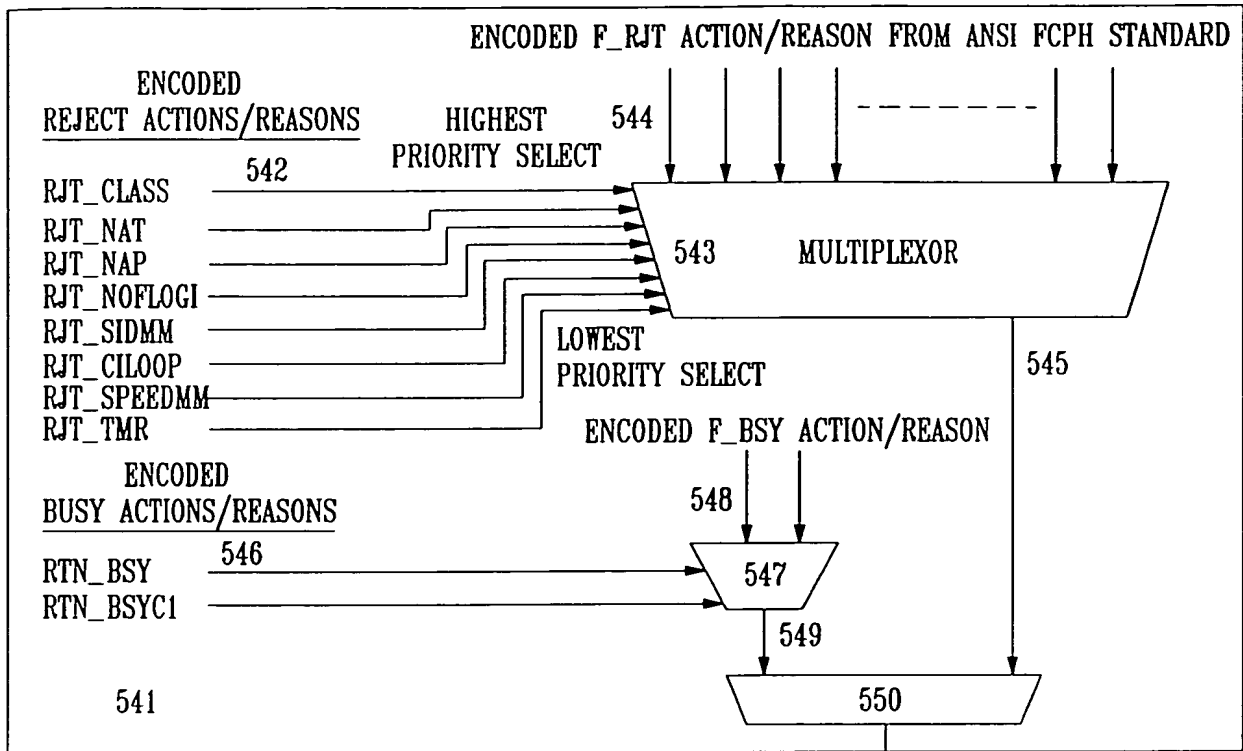 ENCODED F_RJT ACTION/REASON FROM ANSI FCPH STANDARD
ENCODED
REJECT ACTIONS/REASONS
HIGHEST
PRIORITY SELECT
544
542
RJT_CLASS
RJT_NAT
RJT_NAP
RJT_NOFLOGI
RJT_SIDMM
RJT_CILOOP
RJT_SPEEDMM
RJT_TMR
543
MULTIPLEXOR
LOWEST
PRIORITY SELECT
545
ENCODED F_BSY ACTION/REASON
ENCODED
BUSY ACTIONS/REASONS
548
546
RTN_BSY
RTN_BSYC1
547
549
541
550